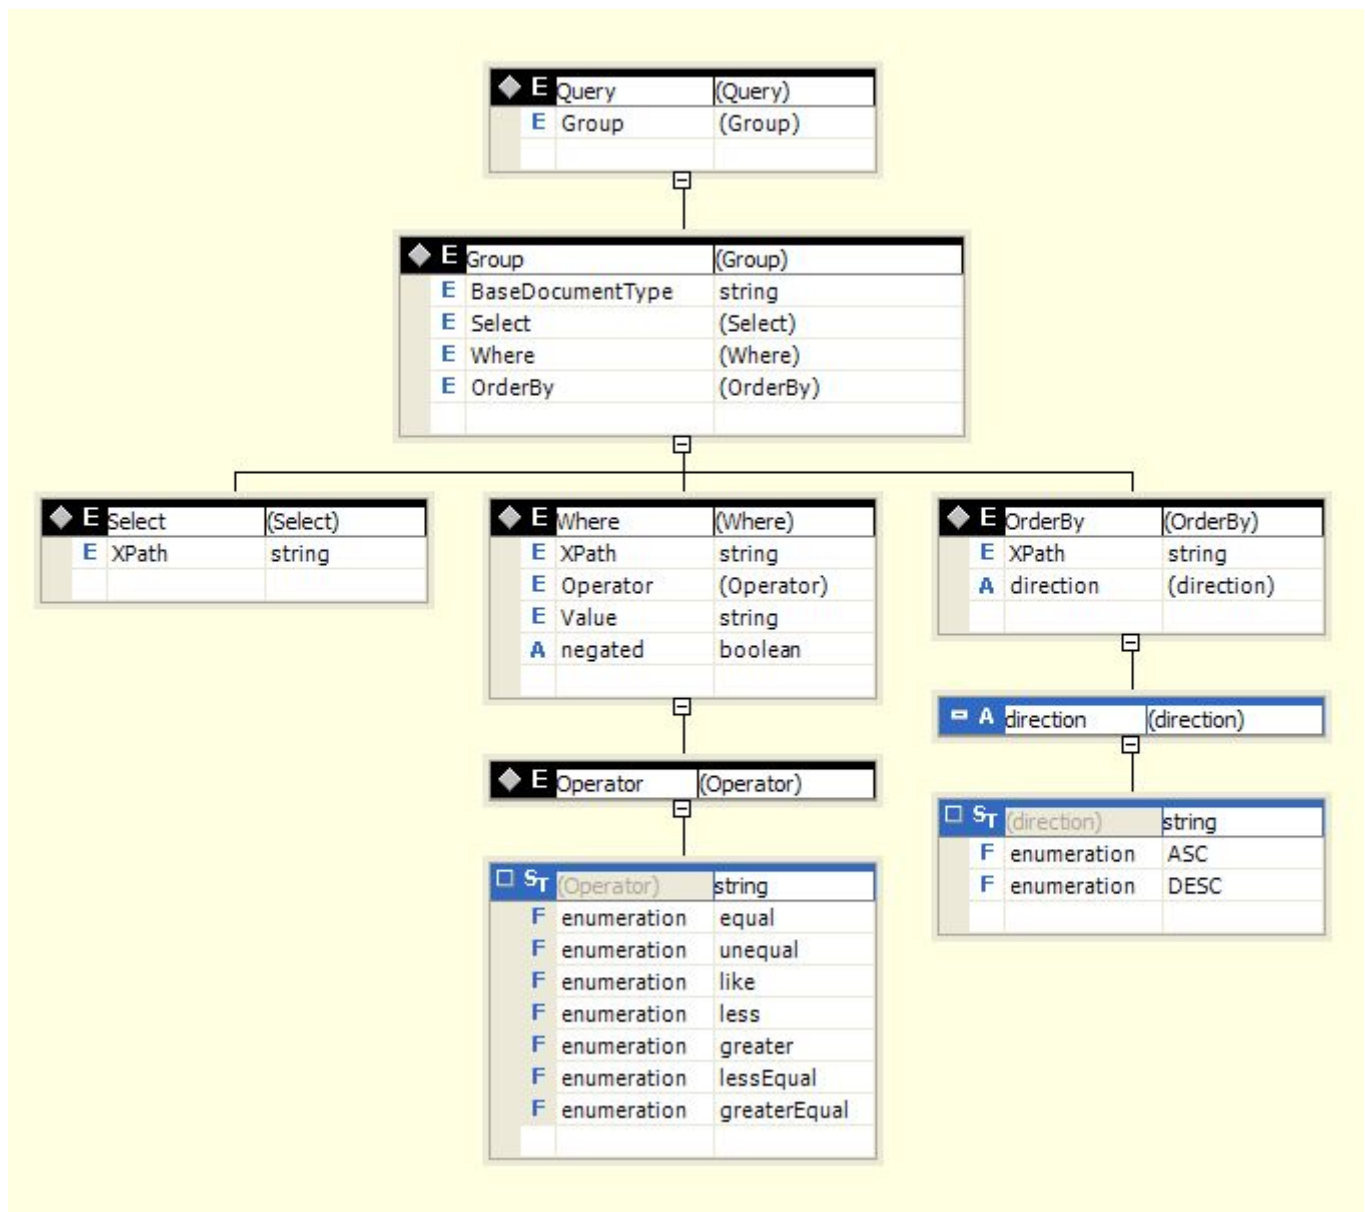 E Query (Query)
E Group (Group)
E Group (Group)
E BaseDocumentType string
E Select (Select)
E Where (Where)
E OrderBy (OrderBy)
E Select (Select)
E XPath string
E Where (Where)
E XPath string
E Operator (Operator)
E Value string
A negated boolean
E OrderBy (OrderBy)
E XPath string
A direction (direction)
E Operator (Operator)
ST (Operator) string
F enumeration equal
F enumeration unequal
F enumeration like
F enumeration less
F enumeration greater
F enumeration lessEqual
F enumeration greaterEqual
A direction (direction)
ST (direction) string
F enumeration ASC
F enumeration DESC